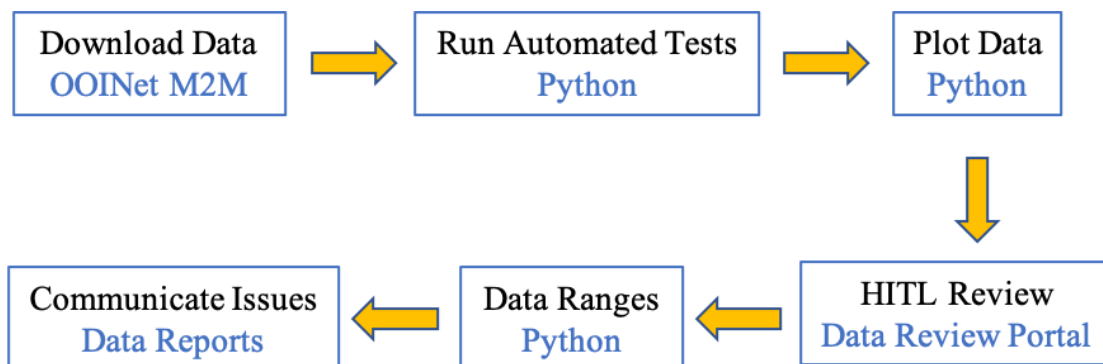 Download Data
OOINet M2M
Run Automated Tests
Python
Plot Data
Python
HITL Review
Data Review Portal
Data Ranges
Python
Communicate Issues
Data Reports